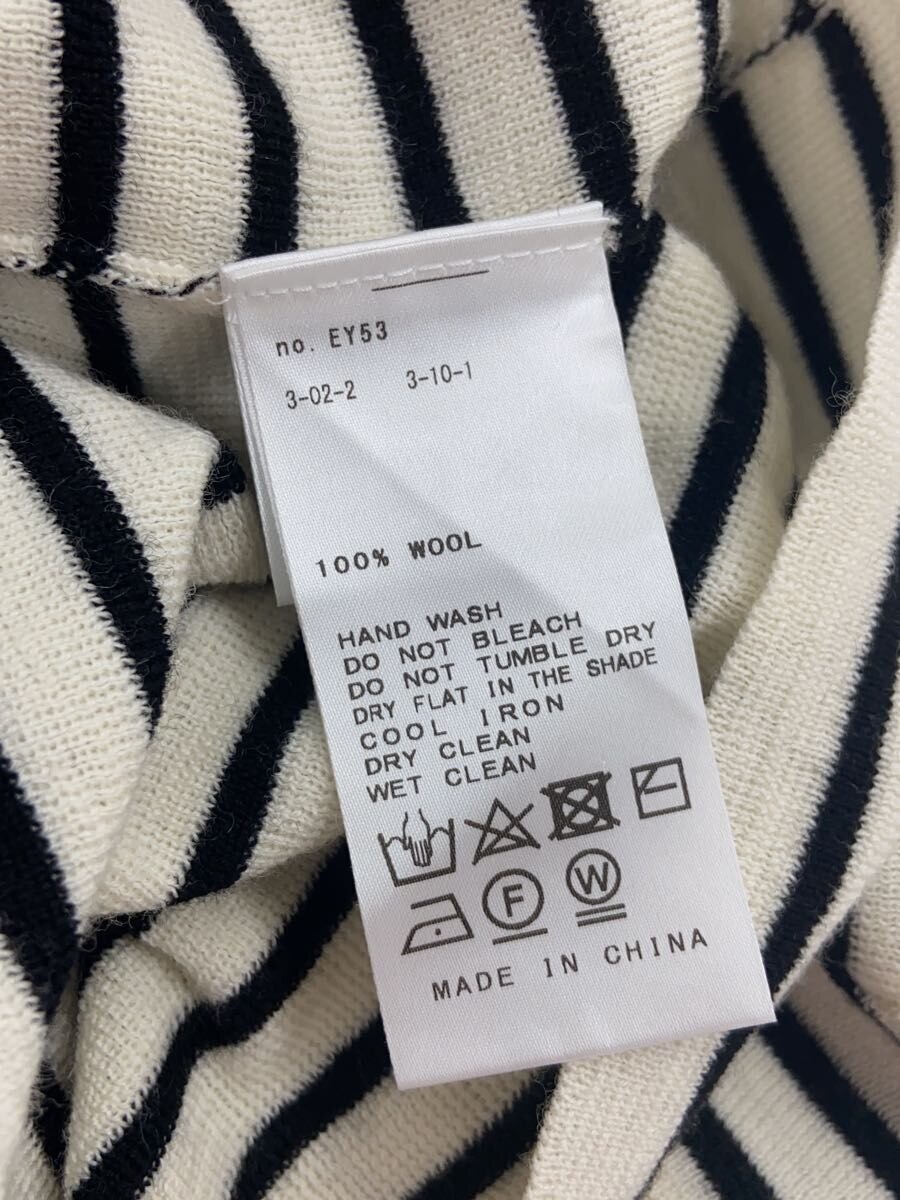 no. EY53
3-02-2 3-10-1
100% WOOL
HAND WASH
DO NOT BLEACH
DO NOT TUMBLE DRY
DRY FLAT IN THE SHADE
COOL IRON
DRY CLEAN
WET CLEAN
F W
MADE IN CHINA